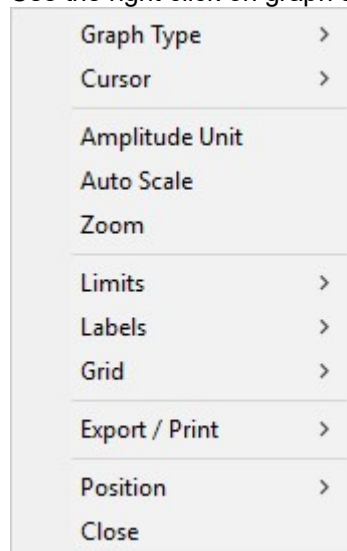 Graph Type >
Cursor >
Amplitude Unit
Auto Scale
Zoom
Limits >
Labels >
Grid >
Export / Print >
Position >
Close